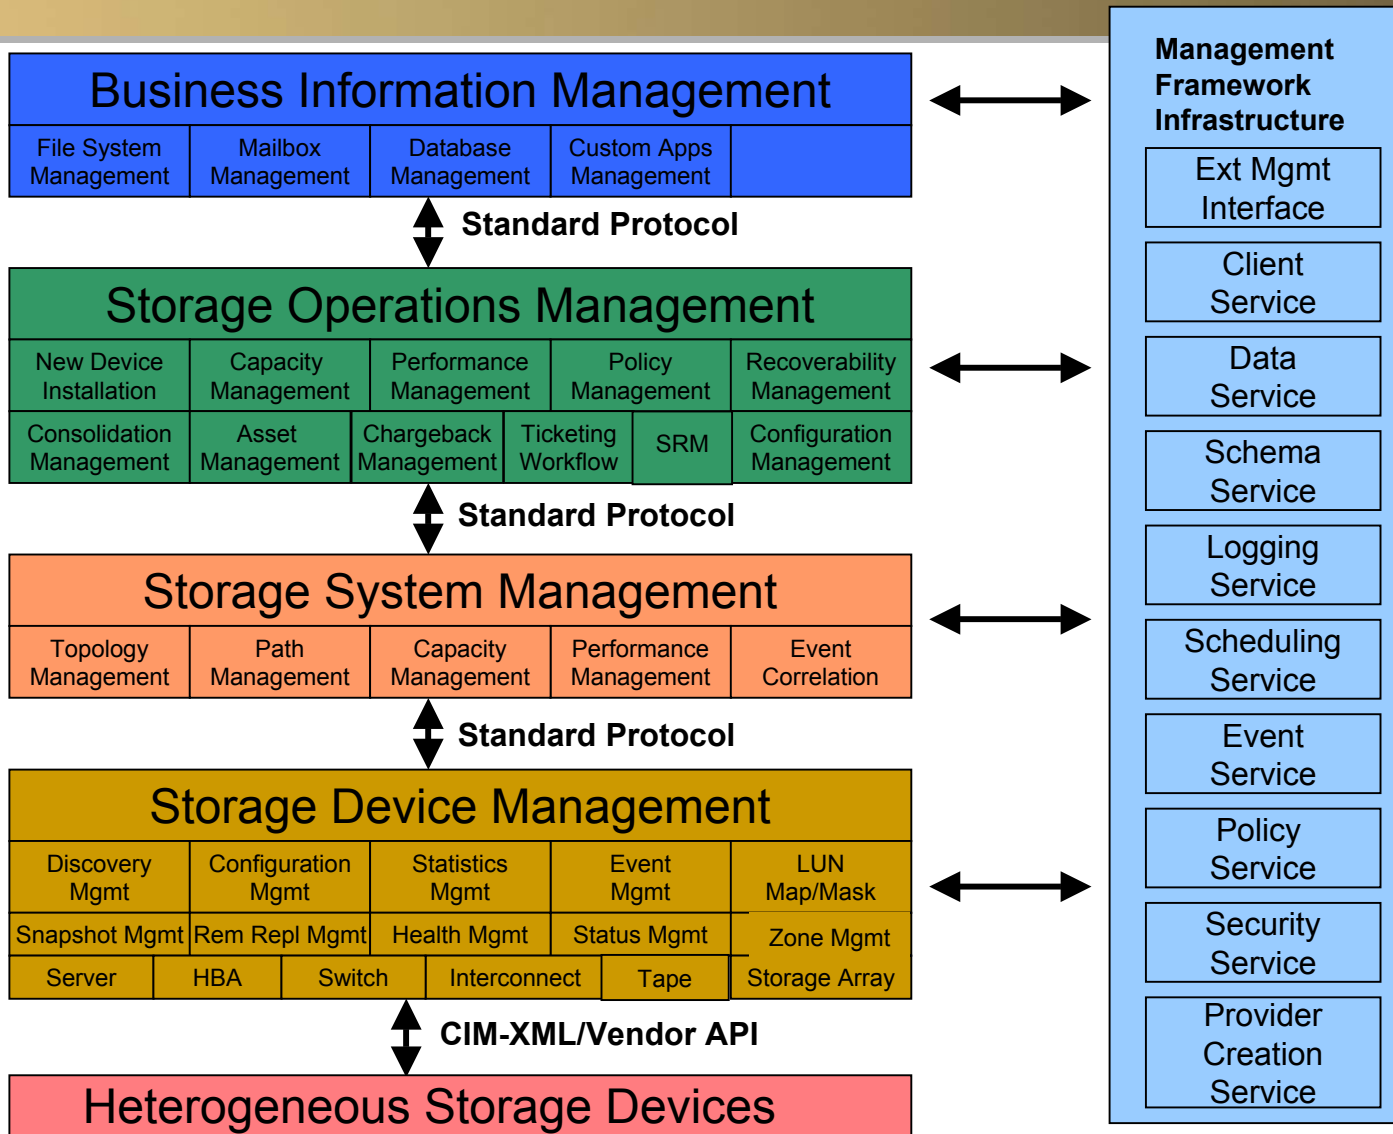 Business Information Management
File System
Management
Mailbox
Management
Database
Management
Custom Apps
Management
Standard Protocol
Storage Operations Management
New Device
Installation
Capacity
Management
Performance
Management
Policy
Management
Recoverability
Management
Consolidation
Management
Asset
Management
Chargeback
Management
Ticketing
Workflow
SRM
Configuration
Management
Standard Protocol
Storage System Management
Topology
Management
Path
Management
Capacity
Management
Performance
Management
Event
Correlation
Standard Protocol
Storage Device Management
Discovery
Mgmt
Configuration
Mgmt
Statistics
Mgmt
Event
Mgmt
LUN
Map/Mask
Snapshot Mgmt
Rem Repl Mgmt
Health Mgmt
Status Mgmt
Zone Mgmt
Server
HBA
Switch
Interconnect
Tape
Storage Array
CIM-XML/Vendor API
Heterogeneous Storage Devices
Management
Framework
Infrastructure
Ext Mgmt
Interface
Client
Service
Data
Service
Schema
Service
Logging
Service
Scheduling
Service
Event
Service
Policy
Service
Security
Service
Provider
Creation
Service